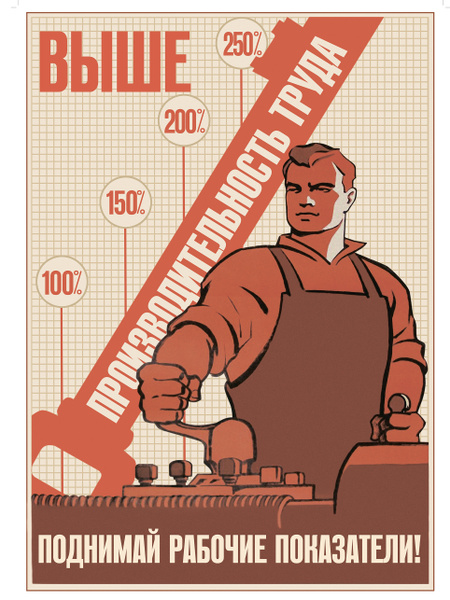 ВЫШЕ
250%
200%
150%
100%
ПРОИЗВОДИТЕЛЬНОСТЬ ТРУДА
ПОДНИМАЙ РАБОЧИЕ ПОКАЗАТЕЛИ!